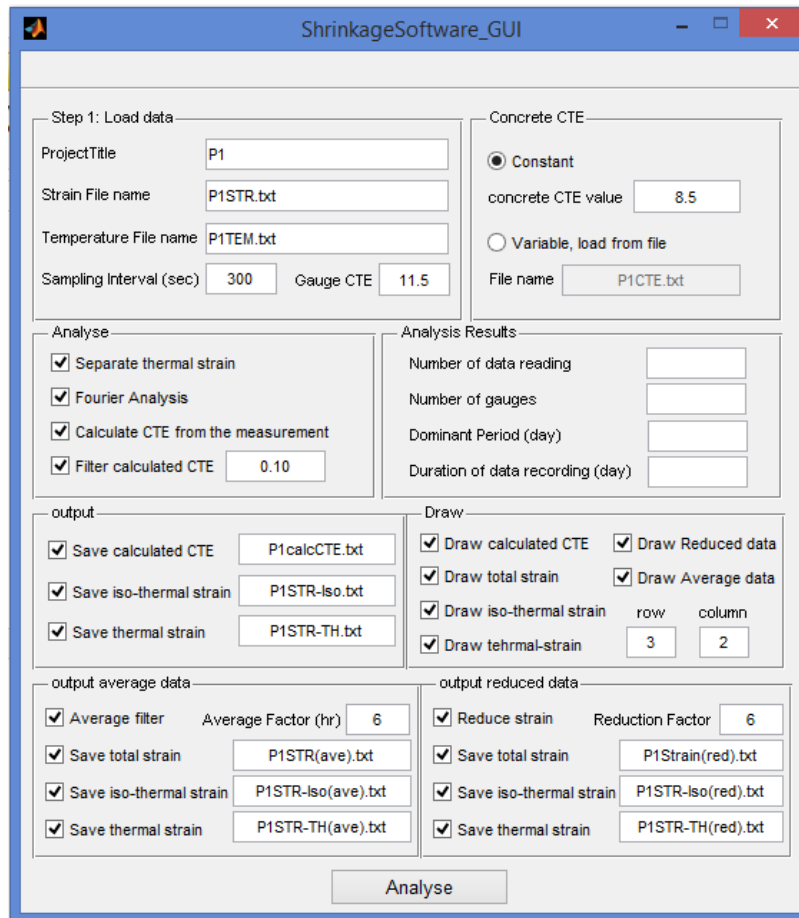 ShrinkageSoftware_GUI
Step 1: Load data
ProjectTitle P1
Strain File name P1STR.txt
Temperature File name P1TEM.txt
Sampling Interval (sec) 300 Gauge CTE 11.5
Concrete CTE
Constant
concrete CTE value 8.5
Variable, load from file
File name P1CTE.txt
Analyse
Separate thermal strain
Fourier Analysis
Calculate CTE from the measurement
Filter calculated CTE 0.10
Analysis Results
Number of data reading
Number of gauges
Dominant Period (day)
Duration of data recording (day)
output
Save calculated CTE P1calcCTE.txt
Save iso-thermal strain P1STR-Iso.txt
Save thermal strain P1STR-TH.txt
Draw
Draw calculated CTE Draw Reduced data
Draw total strain Draw Average data
Draw iso-thermal strain row column
Draw tehrmal-strain 3 2
output average data
Average filter Average Factor (hr) 6
Save total strain P1STR(ave).txt
Save iso-thermal strain P1STR-Iso(ave).txt
Save thermal strain P1STR-TH(ave).txt
output reduced data
Reduce strain Reduction Factor 6
Save total strain P1Strain(red).txt
Save iso-thermal strain P1STR-Iso(red).txt
Save thermal strain P1STR-TH(red).txt
Analyse